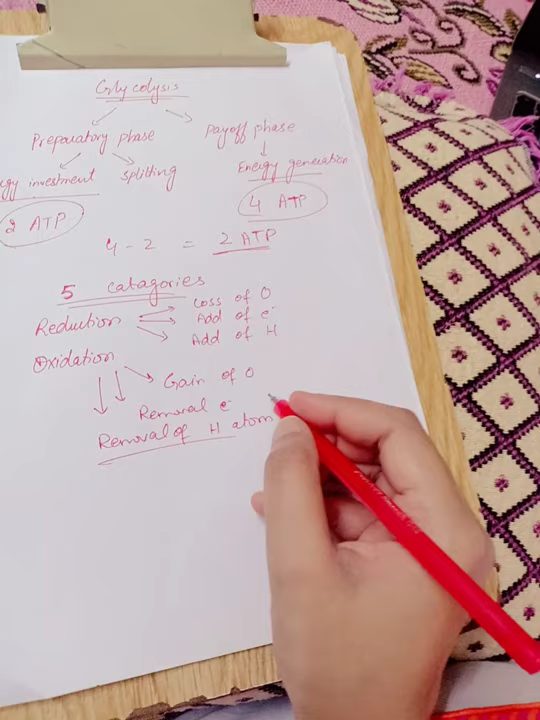 Glycolysis
Preparatory phase
payoff phase
gy investment
splitting
Energy generation
2 ATP
4 ATP
4 - 2 = 2 ATP
5 catagories
Reduction
Loss of O
Add of e-
Add of H
Oxidation
Gain of O
Removal e-
Removal of H atom